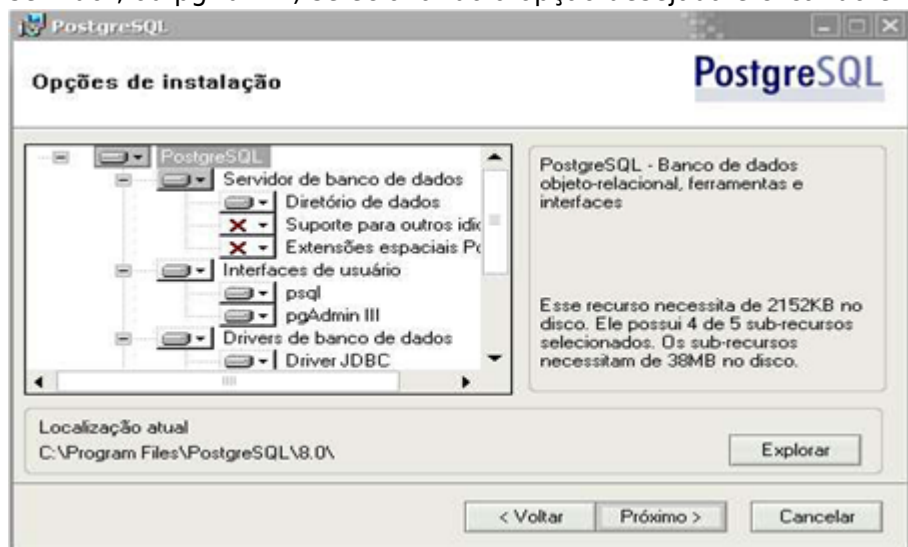 PostgreSQL
Opções de instalação
PostgreSQL
PostgreSQL
Servidor de banco de dados
Diretório de dados
Suporte para outros idic
Extensões espaciais Po
Interfaces de usuário
psql
pgAdmin III
Drivers de banco de dados
Driver JDBC
PostgreSQL - Banco de dados
objeto-relacional, ferramentas e
interfaces
Esse recurso necessita de 2152KB no
disco. Ele possui 4 de 5 sub-recursos
selecionados. Os sub-recursos
necessitam de 38MB no disco.
Localização atual
C:\Program Files\PostgreSQL\8.0\
Explorar
< Voltar
Próximo >
Cancelar